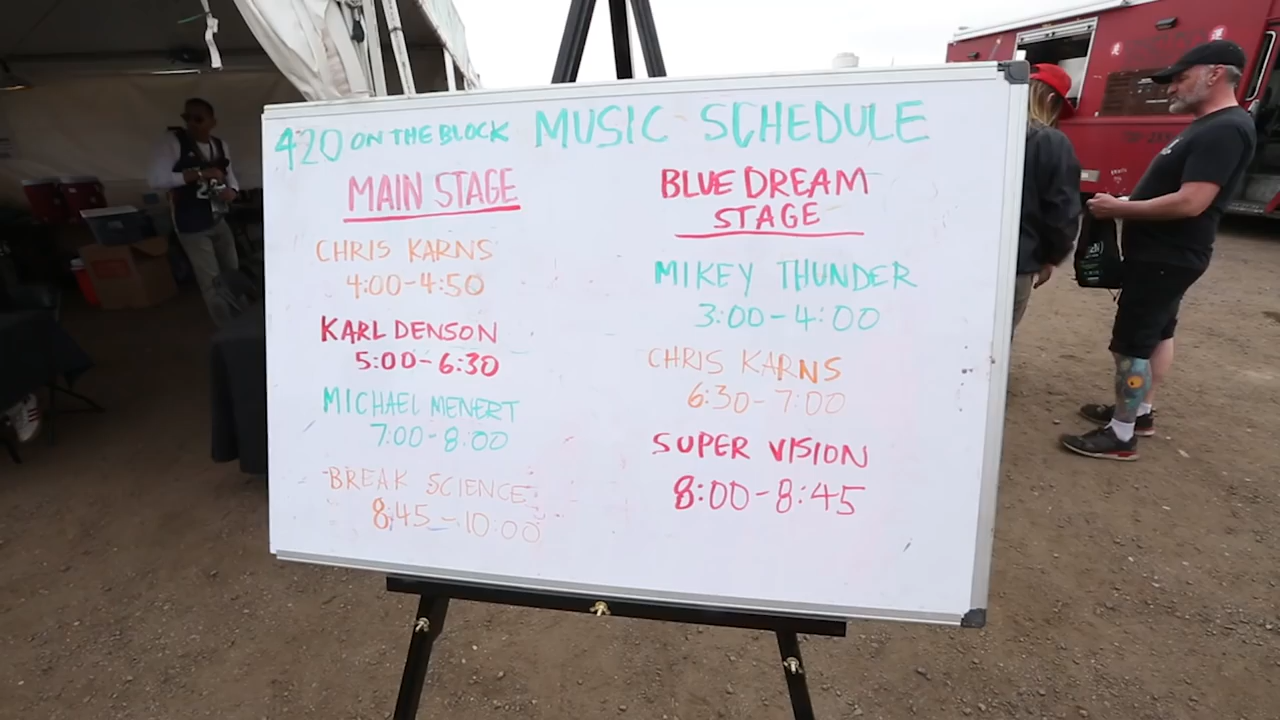 420 ON THE BLOCK MUSIC SCHEDULE
MAIN STAGE
CHRIS KARNS
4:00-4:50
KARL DENSON
5:00-6:30
MICHAEL MENERT
7:00-8:00
BREAK SCIENCE
8:45-10:00
BLUE DREAM
STAGE
MIKEY THUNDER
3:00-4:00
CHRIS KARNS
6:30-7:00
SUPER VISION
8:00-8:45